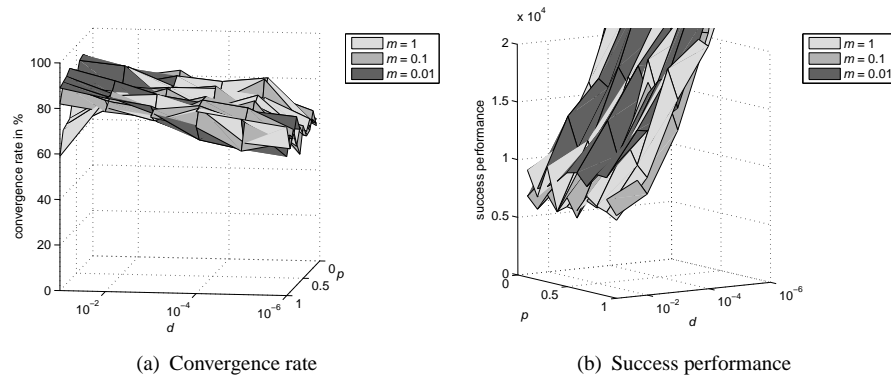 100
80
60
40
20
0
convergence rate in %
10⁻²
10⁻⁴
10⁻⁶
d
0
0.5
1
p
m = 1
m = 0.1
m = 0.01
(a) Convergence rate
x 10⁴
2
1.5
1
0.5
0
success performance
0
0.5
1
p
10⁻²
10⁻⁴
10⁻⁶
d
m = 1
m = 0.1
m = 0.01
(b) Success performance